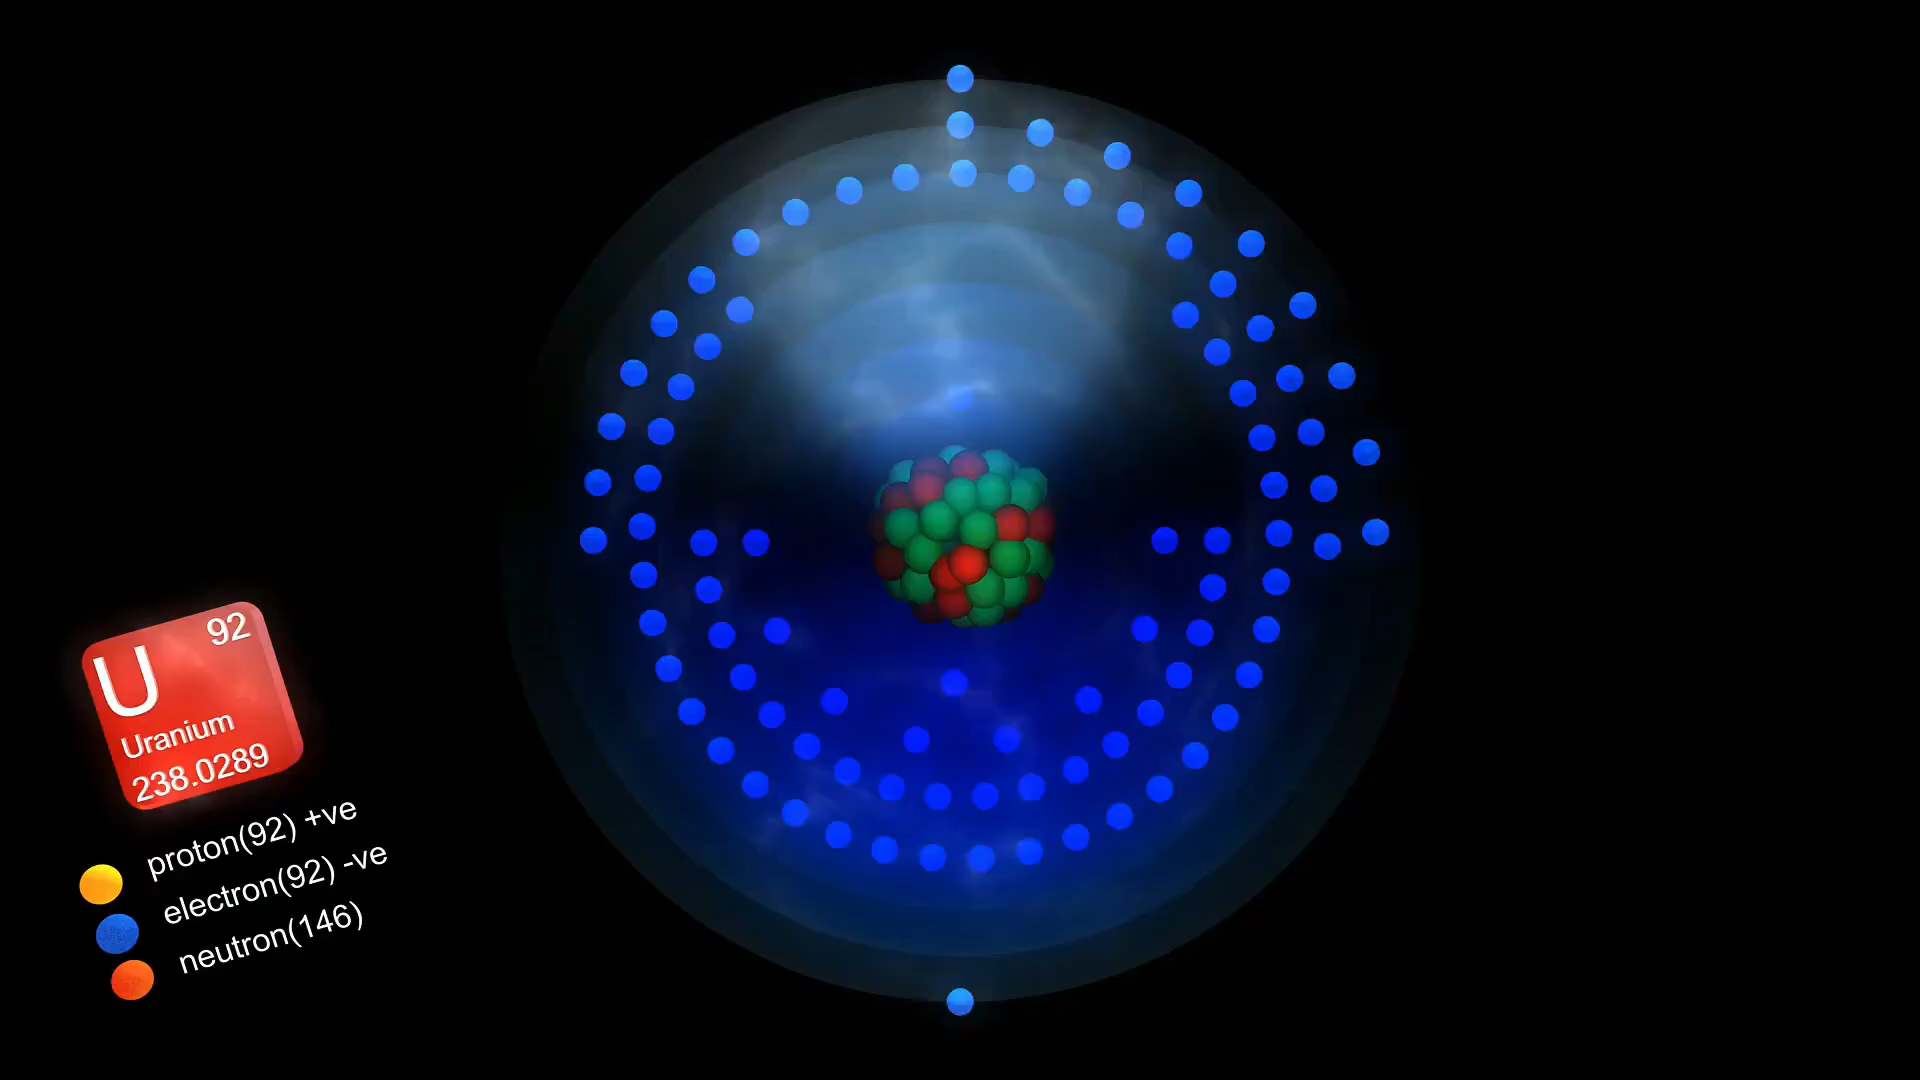 92
U
Uranium
238.0289
proton(92) +ve
electron(92) -ve
neutron(146)